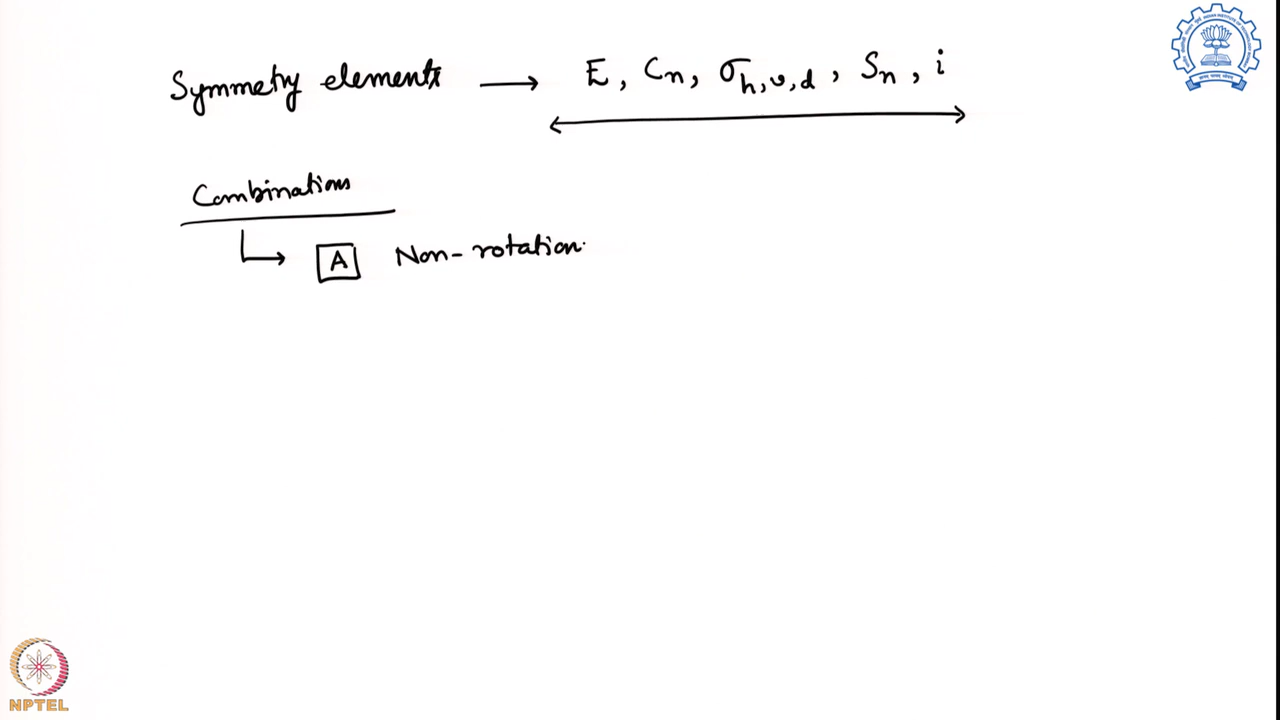 Symmetry elements → E, Cn, σh,v,d, Sn, i
Combinations
A Non-rotation
NPTEL